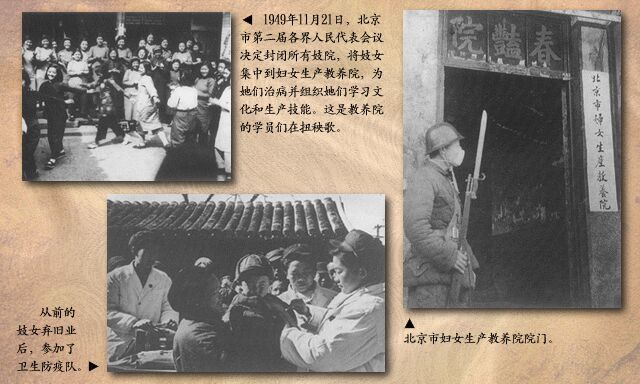 ◀ 1949年11月21日，北京
市第二届各界人民代表会议
决定封闭所有妓院，将妓女
集中到妇女生产教养院，为
她们治病并组织她们学习文
化和生产技能。这是教养院
的学员们在扭秧歌。
春豔院
北京市婦女生產教養院
▲
北京市妇女生产教养院院门。
从前的
妓女弃旧业
后，参加了
卫生防疫队。▶